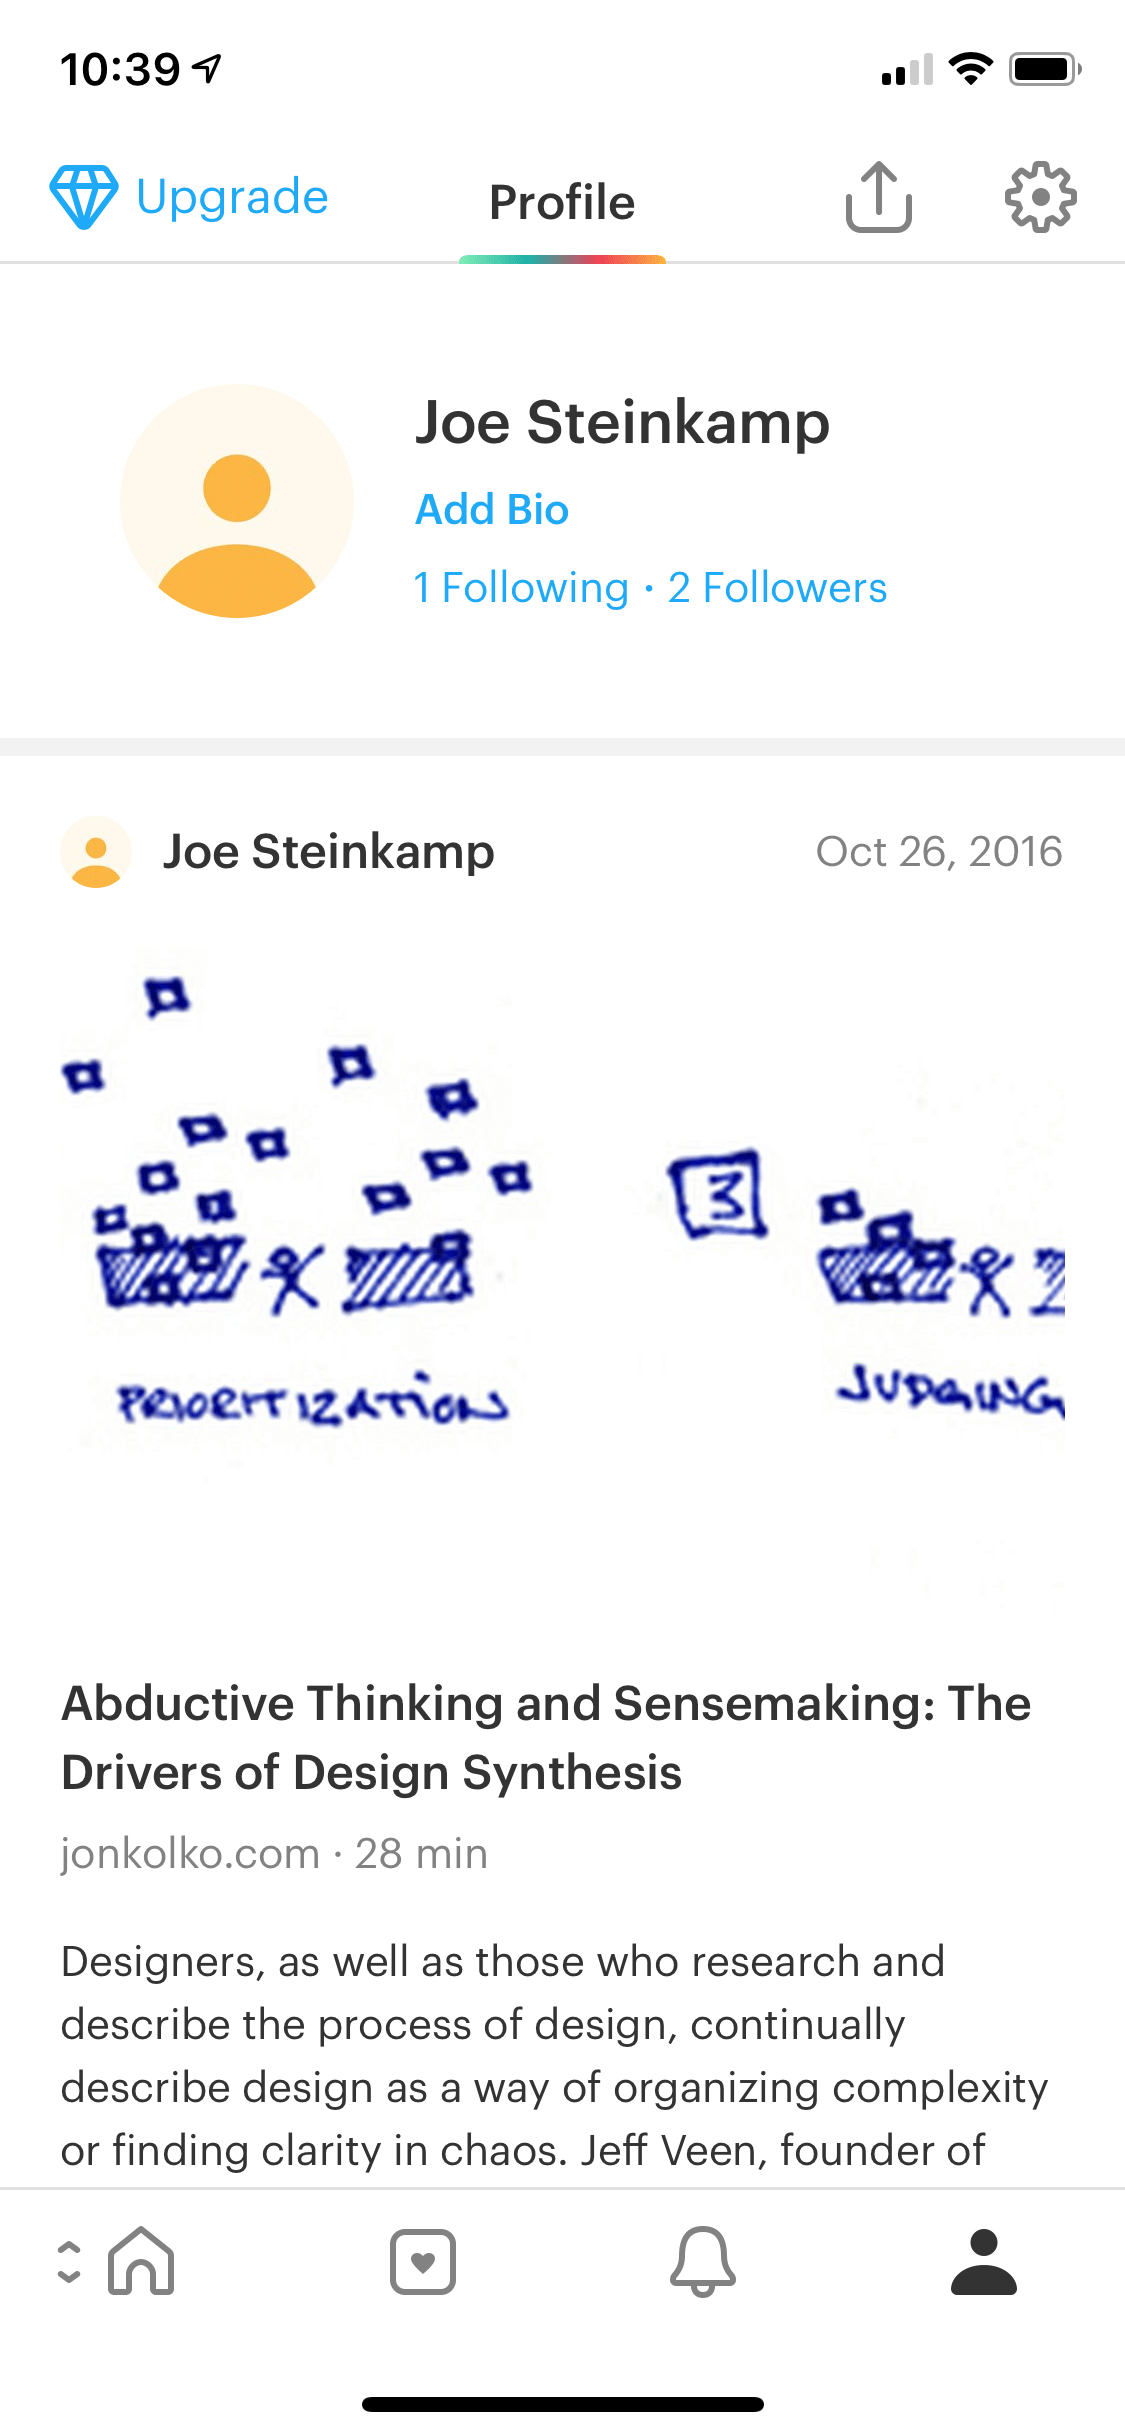 10:39
Upgrade
Profile
Joe Steinkamp
Add Bio
1 Following · 2 Followers
Joe Steinkamp
Oct 26, 2016
3
PRIORITIZATION
JUDGING
Abductive Thinking and Sensemaking: The
Drivers of Design Synthesis
jonkolko.com · 28 min
Designers, as well as those who research and
describe the process of design, continually
describe design as a way of organizing complexity
or finding clarity in chaos. Jeff Veen, founder of